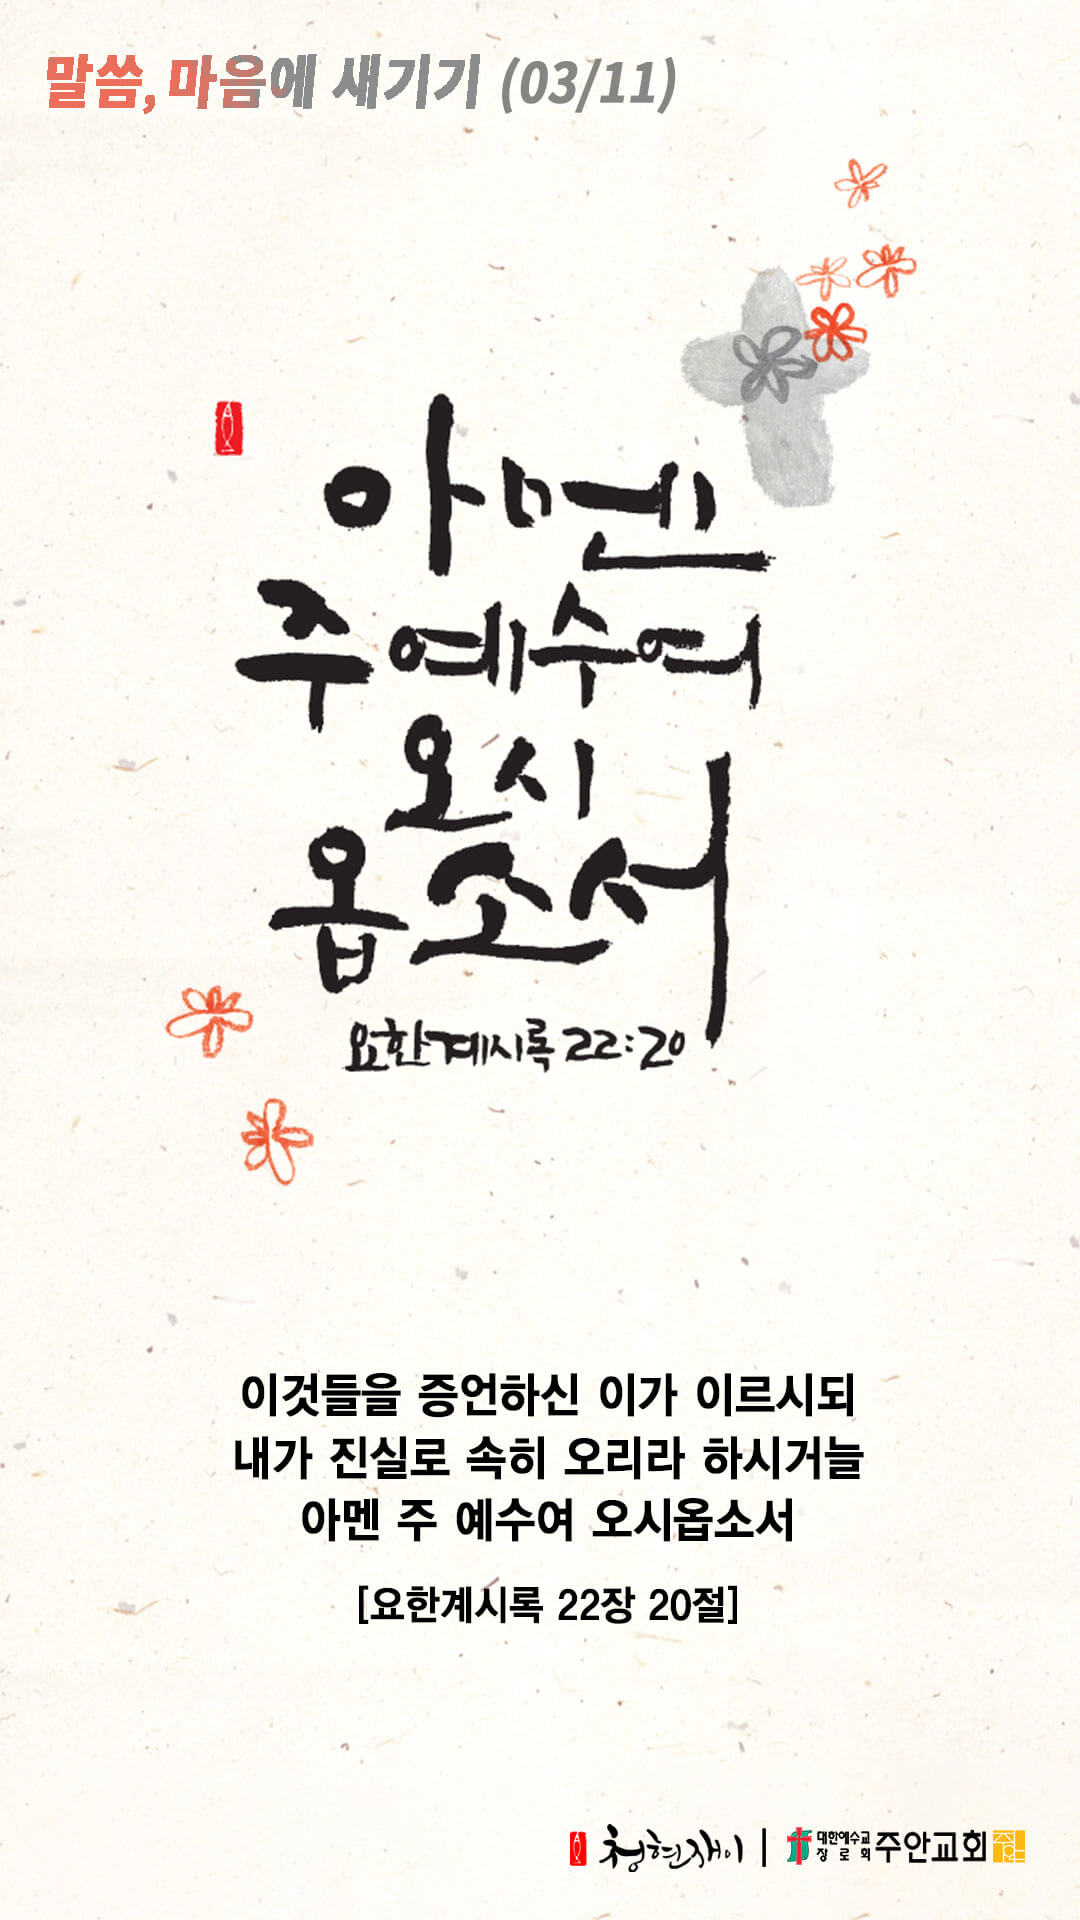 말씀, 마음에 새기기 (03/11)
아멘
주 예수여
오시
옵소서
요한계시록 22:20
이것들을 증언하신 이가 이르시되
내가 진실로 속히 오리라 하시거늘
아멘 주 예수여 오시옵소서
[요한계시록 22장 20절]
청현재이 | 대한예수교 장로회 주안교회 주안